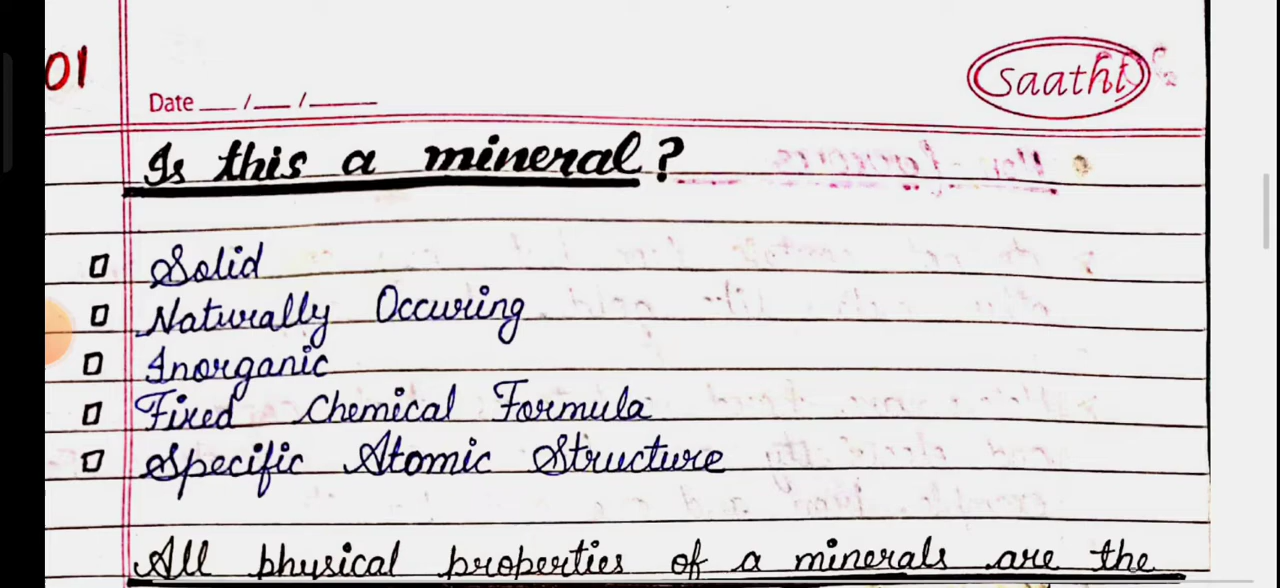 01
Date __ / __ / ____
Saathi
Is this a mineral?
Solid
Naturally Occuring
Inorganic
Fixed Chemical Formula
Specific Atomic Structure
All physical properties of a minerals are the